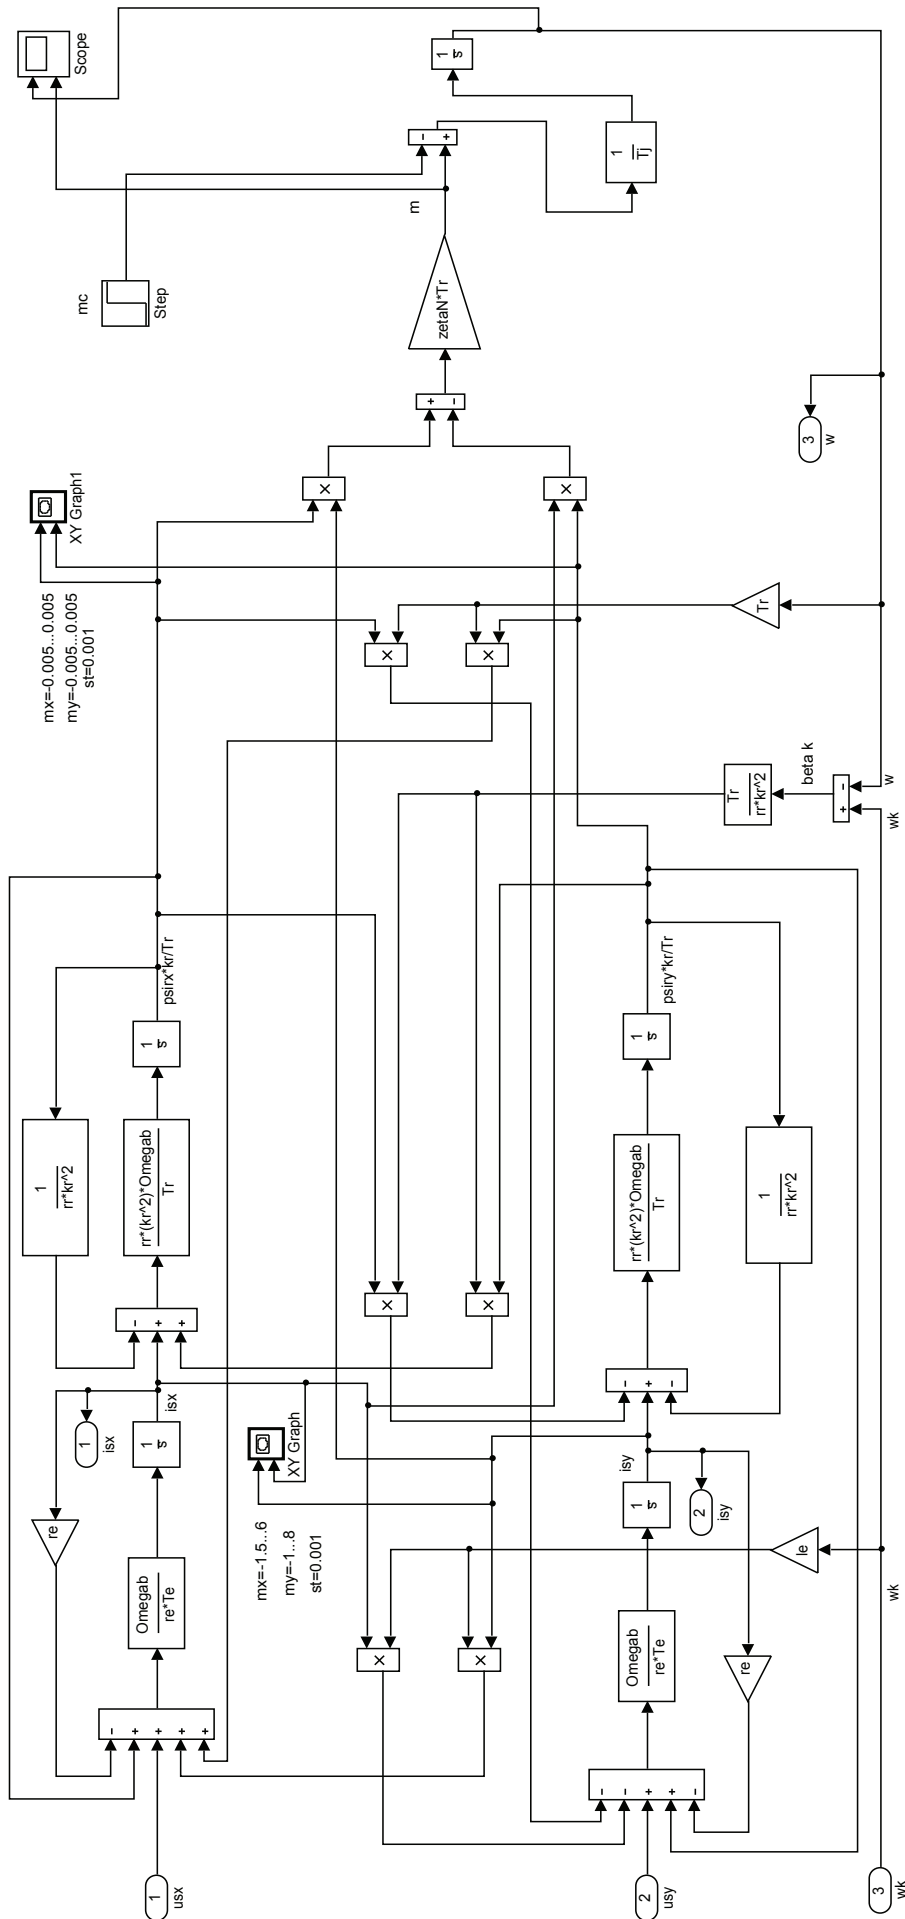 Scope
1
s
1
Tj
-
+
m
mc
Step
zetaN*Tr
+
-
3
w
×
×
XY Graph1
mx=-0.005...0.005
my=-0.005...0.005
st=0.001
×
×
Tr
Tr
rr*kr^2
beta k
+
-
wk
w
psirx*kr/Tr
1
s
1
rr*kr^2
rr*(kr^2)*Omegab
Tr
-
+
+
psiry*kr/Tr
1
s
rr*(kr^2)*Omegab
Tr
1
rr*kr^2
-
+
-
×
×
isx
1
isx
1
s
re
Omegab
re*Te
-
+
+
+
+
XY Graph
mx=-1.5...6
my=-1...8
st=0.001
×
×
isy
1
s
2
isy
le
wk
Omegab
re*Te
re
-
-
+
+
-
1
usx
2
usy
3
wk